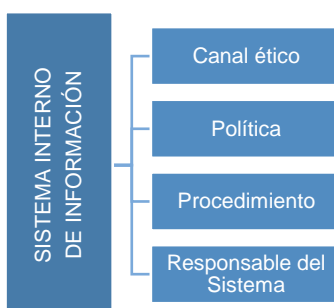 SISTEMA INTERNO
DE INFORMACIÓN
Canal ético
Política
Procedimiento
Responsable del
Sistema